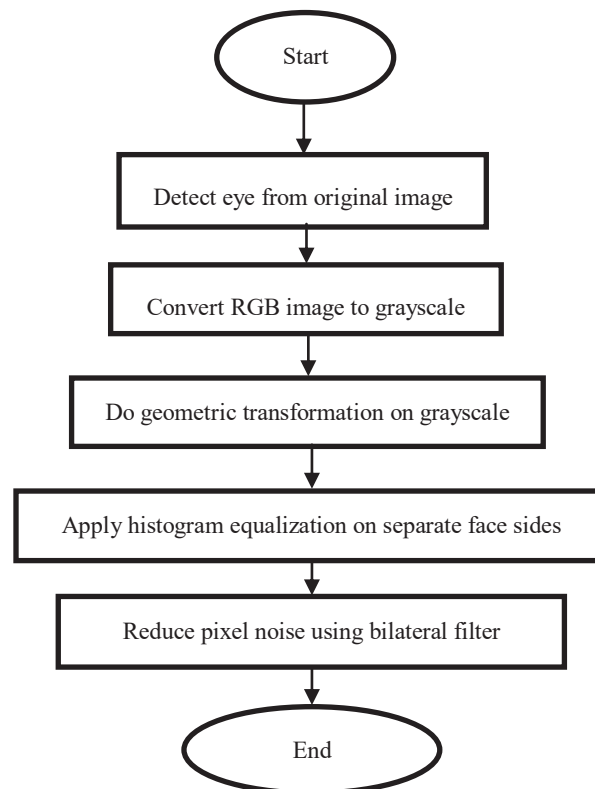 Start
Detect eye from original image
Convert RGB image to grayscale
Do geometric transformation on grayscale
Apply histogram equalization on separate face sides
Reduce pixel noise using bilateral filter
End